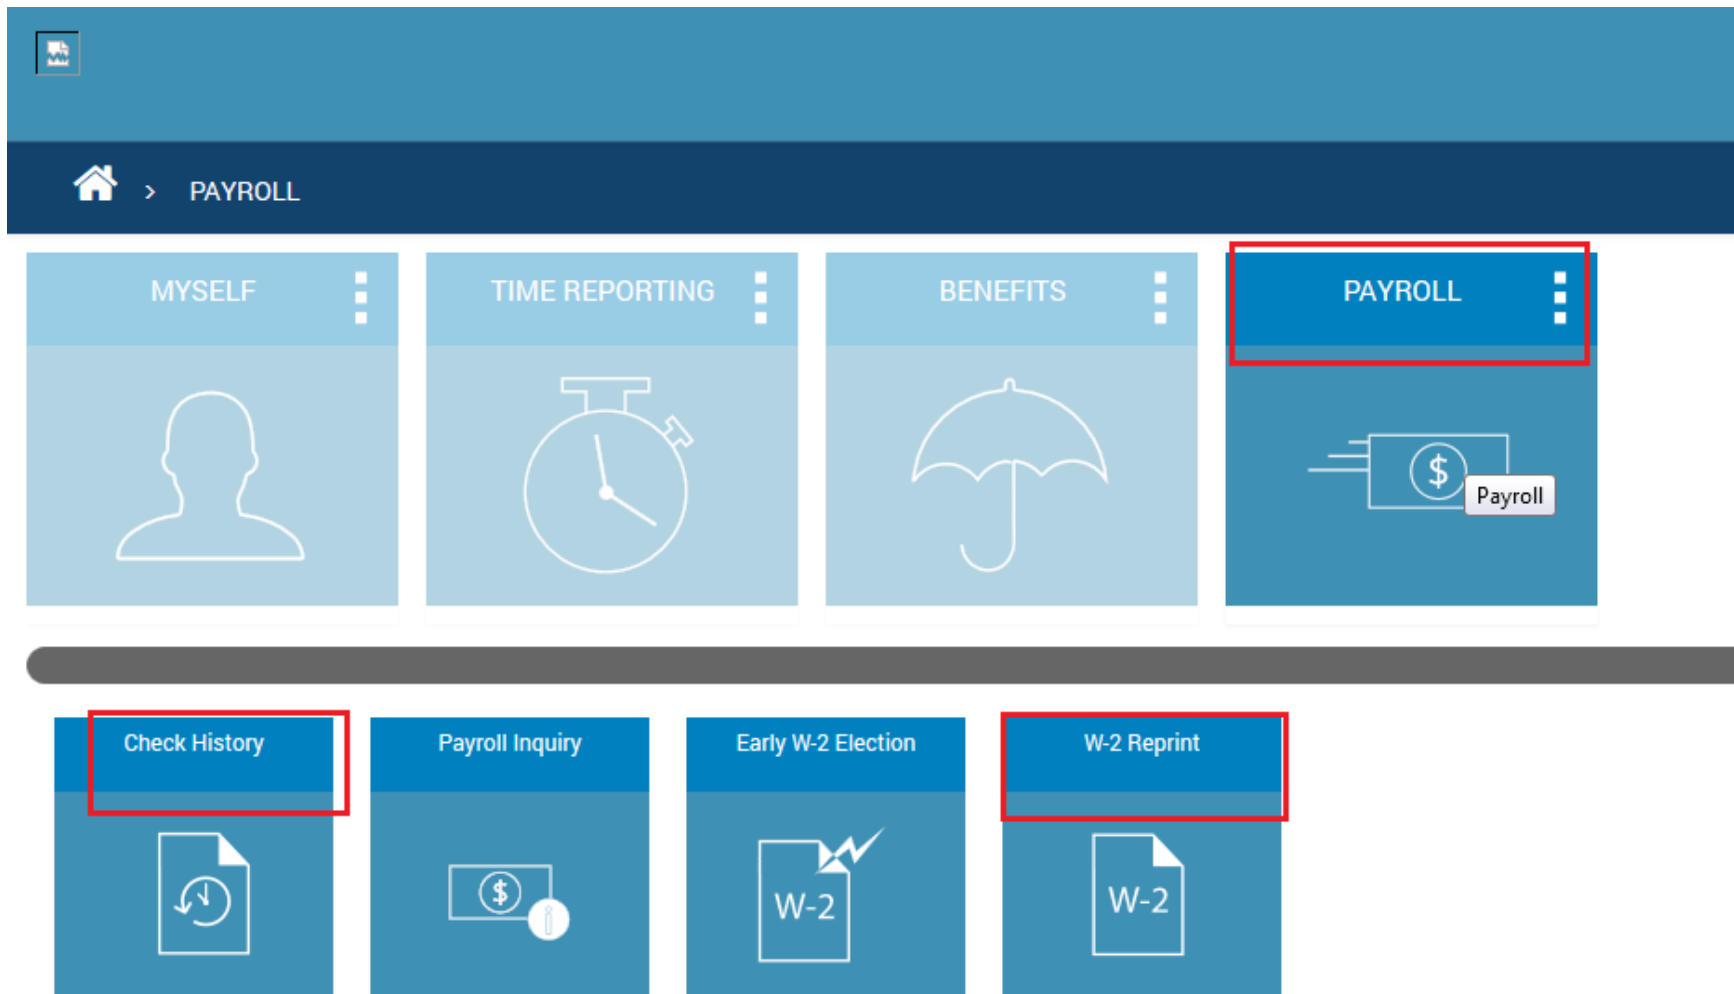 > PAYROLL
MYSELF
TIME REPORTING
BENEFITS
PAYROLL
$
Payroll
Check History
Payroll Inquiry
Early W-2 Election
W-2 Reprint
$
i
W-2
W-2